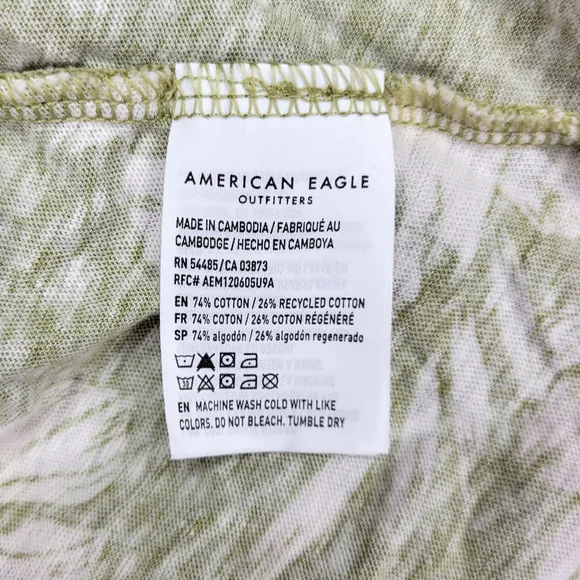 AMERICAN EAGLE
OUTFITTERS
MADE IN CAMBODIA / FABRIQUÉ AU
CAMBODGE / HECHO EN CAMBOYA
RN 54485 / CA 03873
RFC# AEM120605U9A
EN 74% COTTON / 26% RECYCLED COTTON
FR 74% COTON / 26% COTON RÉGÉNÉRÉ
SP 74% algodón / 26% algodón regenerado
EN MACHINE WASH COLD WITH LIKE
COLORS. DO NOT BLEACH. TUMBLE DRY